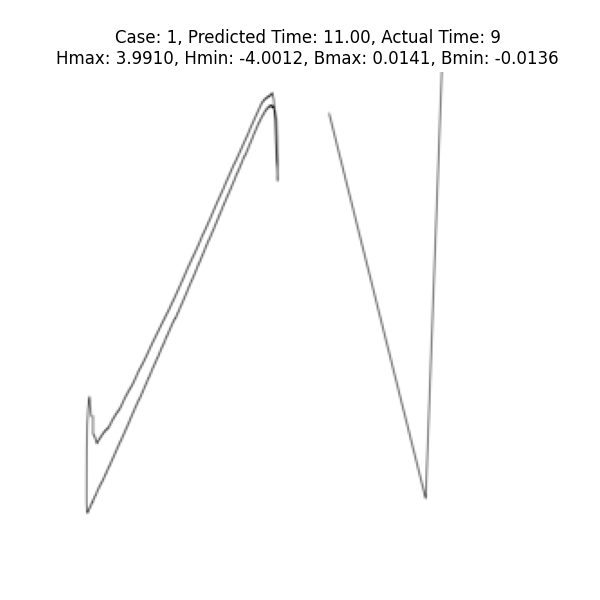 Case: 1, Predicted Time: 11.00, Actual Time: 9
Hmax: 3.9910, Hmin: -4.0012, Bmax: 0.0141, Bmin: -0.0136